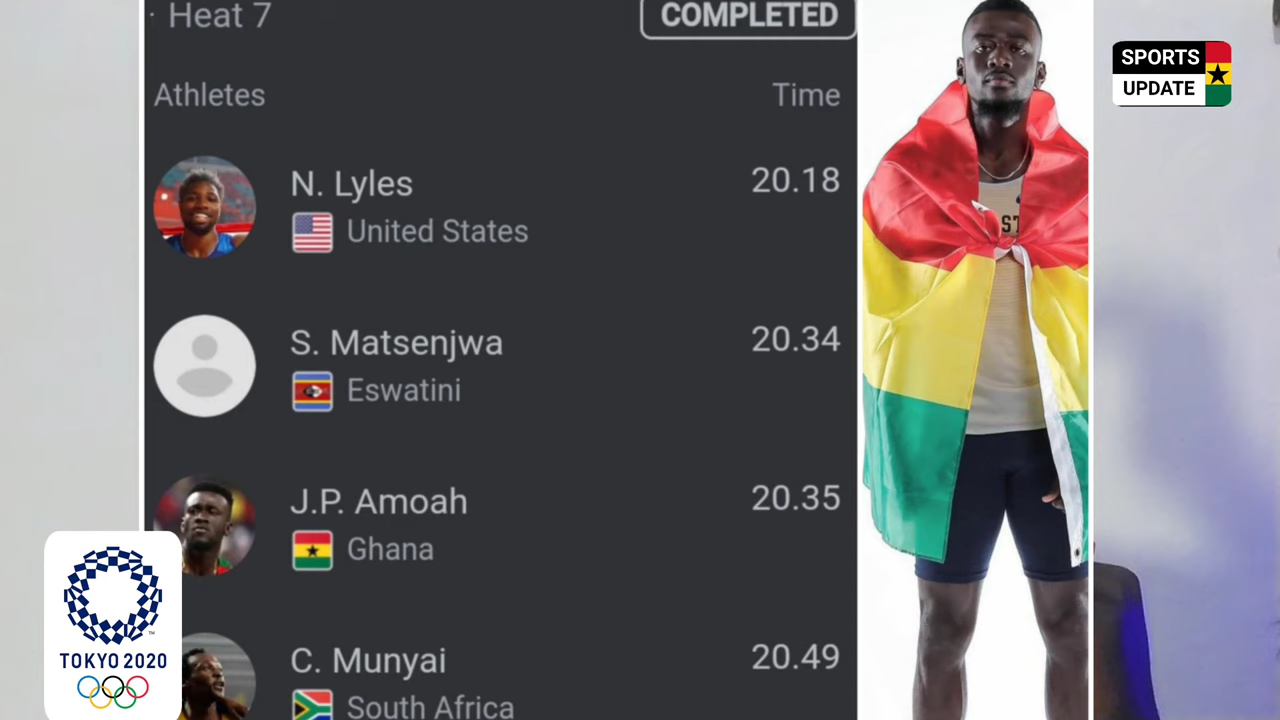 · Heat 7
COMPLETED
Athletes
Time
N. Lyles
20.18
United States
S. Matsenjwa
20.34
Eswatini
J.P. Amoah
20.35
Ghana
C. Munyai
20.49
South Africa
SPORTS
UPDATE
ST
TOKYO 2020